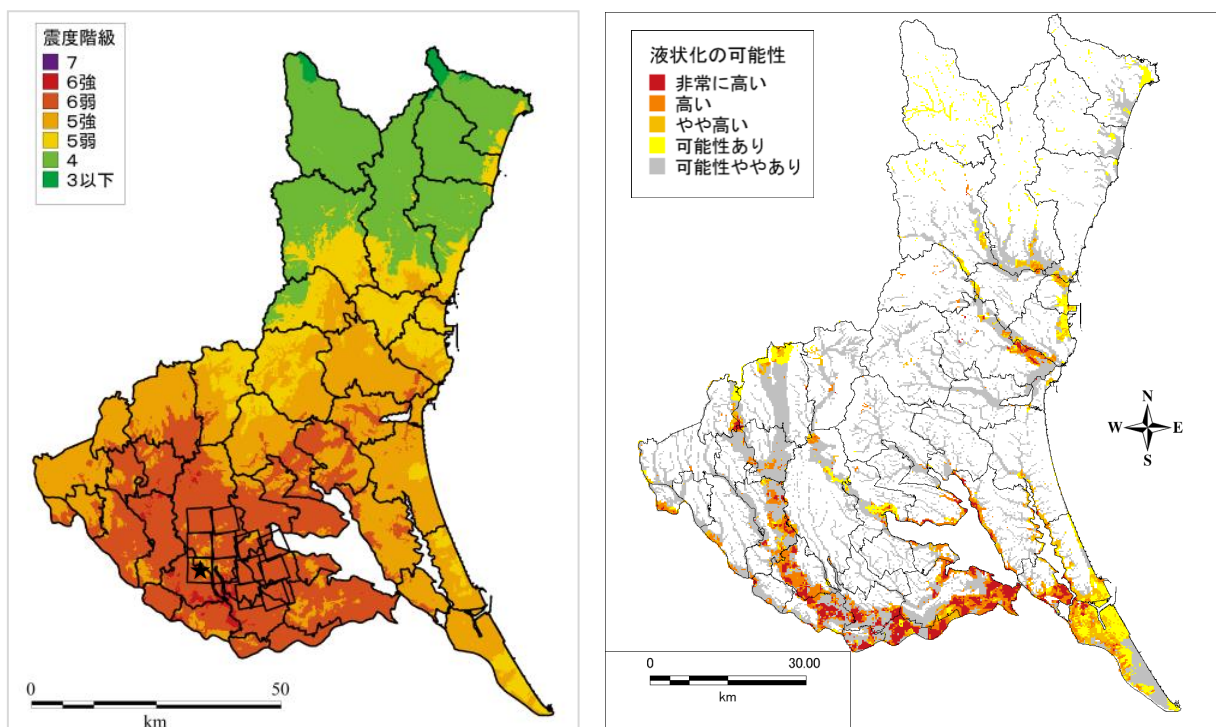 震度階級
7
6強
6弱
5強
5弱
4
3以下
0 50
km
液状化の可能性
非常に高い
高い
やや高い
可能性あり
可能性ややあり
N
W E
S
0 30.00
km